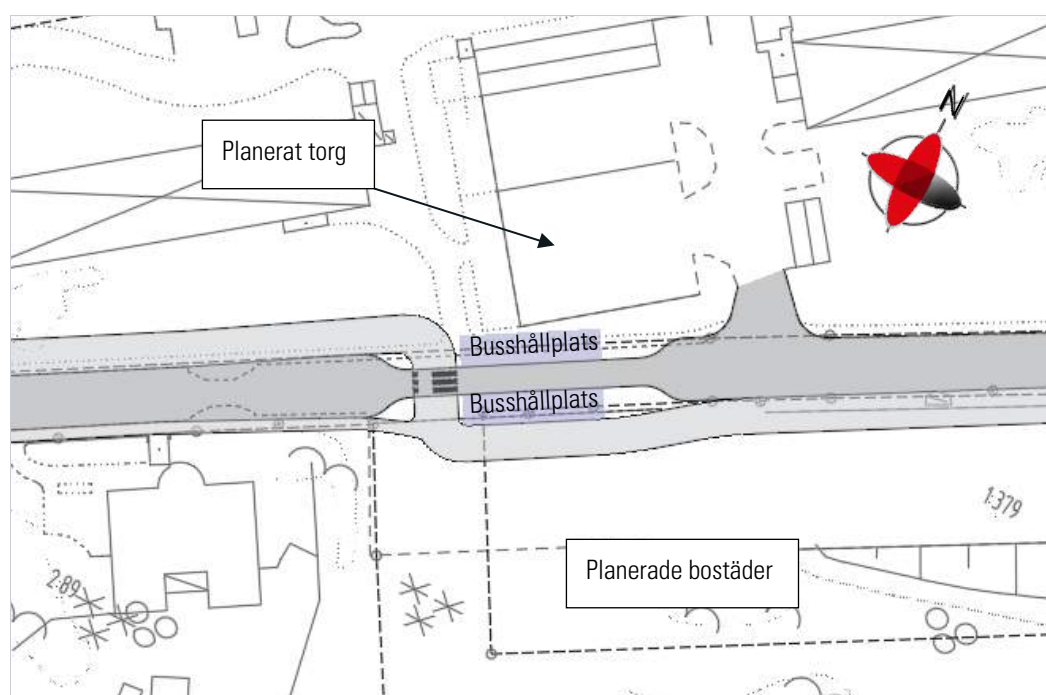 N
Planerat torg
Busshållplats
Busshållplats
1:379
Planerade bostäder
2:89